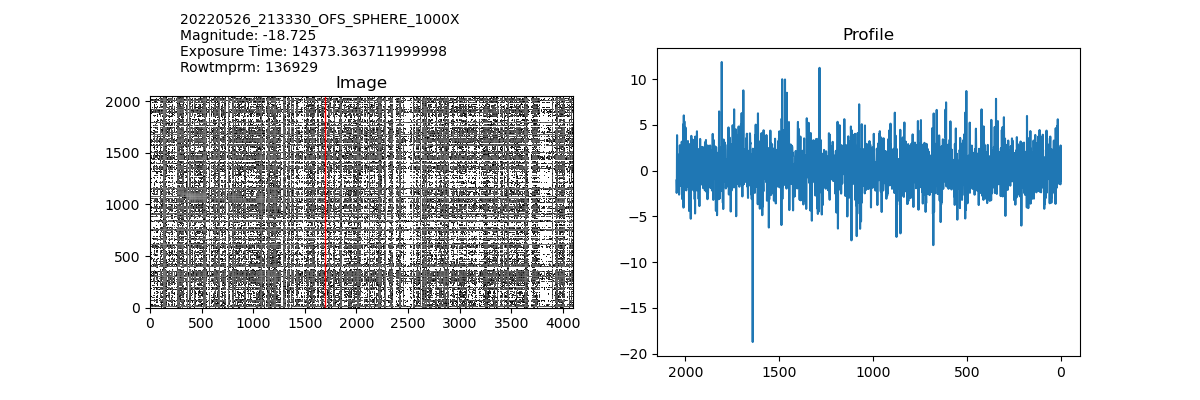 20220526_213330_OFS_SPHERE_1000X
Magnitude: -18.725
Exposure Time: 14373.363711999998
Rowtmprm: 136929
Image
2000
1500
1000
500
0
0 500 1000 1500 2000 2500 3000 3500 4000
Profile
10
5
0
−5
−10
−15
−20
2000 1500 1000 500 0